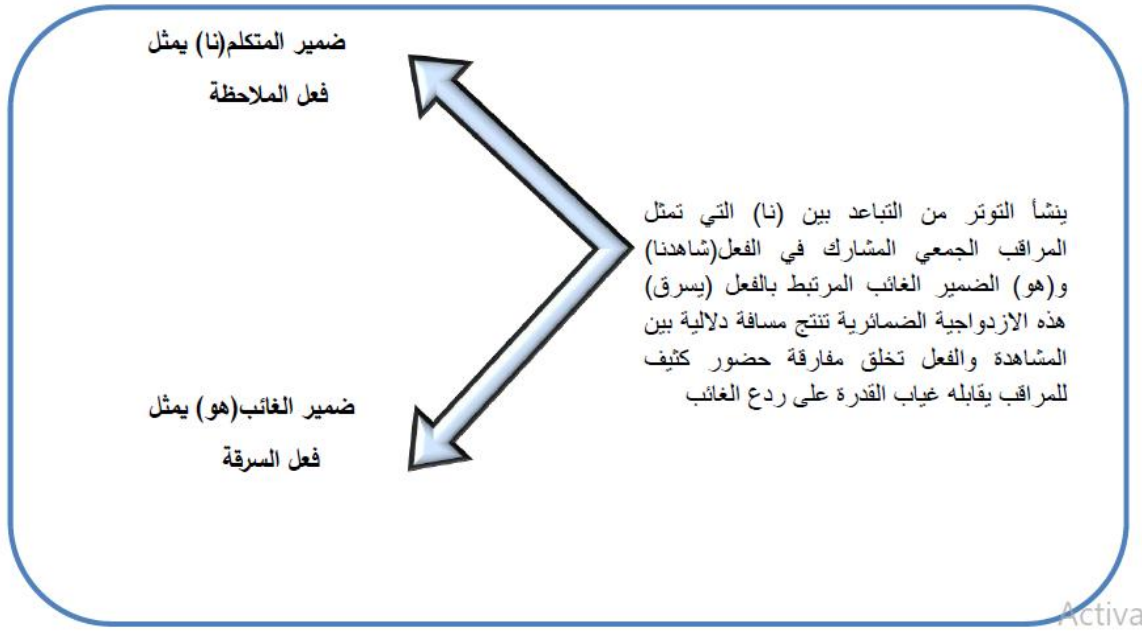 ضمير المتكلم(نا) يمثل
فعل الملاحظة
ينشأ التوتر من التباعد بين (نا) التي تمثل
المراقب الجمعي المشارك في الفعل(شاهدنا)
و(هو) الضمير الغائب المرتبط بالفعل (يسرق)
هذه الازدواجية الضمائرية تنتج مسافة دلالية بين
المشاهدة والفعل تخلق مفارقة حضور كثيف
للمراقب يقابله غياب القدرة على ردع الغائب
ضمير الغائب(هو) يمثل
فعل السرقة
Activa